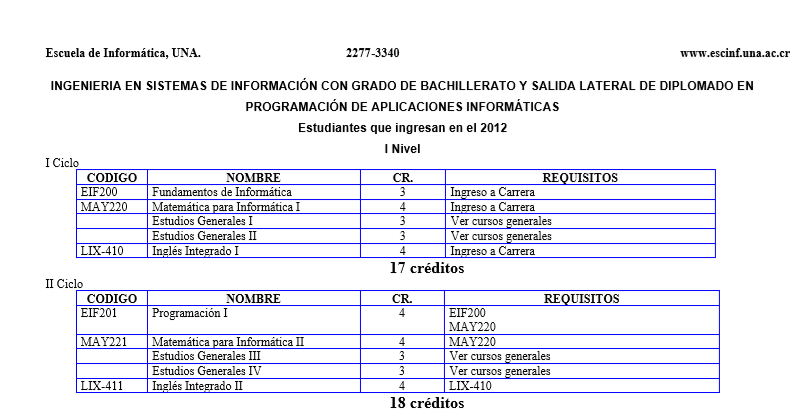 Escuela de Informática, UNA. 2277-3340 www.escinf.una.ac.cr
INGENIERIA EN SISTEMAS DE INFORMACIÓN CON GRADO DE BACHILLERATO Y SALIDA LATERAL DE DIPLOMADO EN
PROGRAMACIÓN DE APLICACIONES INFORMÁTICAS
Estudiantes que ingresan en el 2012
I Nivel
I Ciclo
CODIGO NOMBRE CR. REQUISITOS
EIF200 Fundamentos de Informática 3 Ingreso a Carrera
MAY220 Matemática para Informática I 4 Ingreso a Carrera
Estudios Generales I 3 Ver cursos generales
Estudios Generales II 3 Ver cursos generales
LIX-410 Inglés Integrado I 4 Ingreso a Carrera
17 créditos
II Ciclo
CODIGO NOMBRE CR. REQUISITOS
EIF201 Programación I 4 EIF200
MAY220
MAY221 Matemática para Informática II 4 MAY220
Estudios Generales III 3 Ver cursos generales
Estudios Generales IV 3 Ver cursos generales
LIX-411 Inglés Integrado II 4 LIX-410
18 créditos